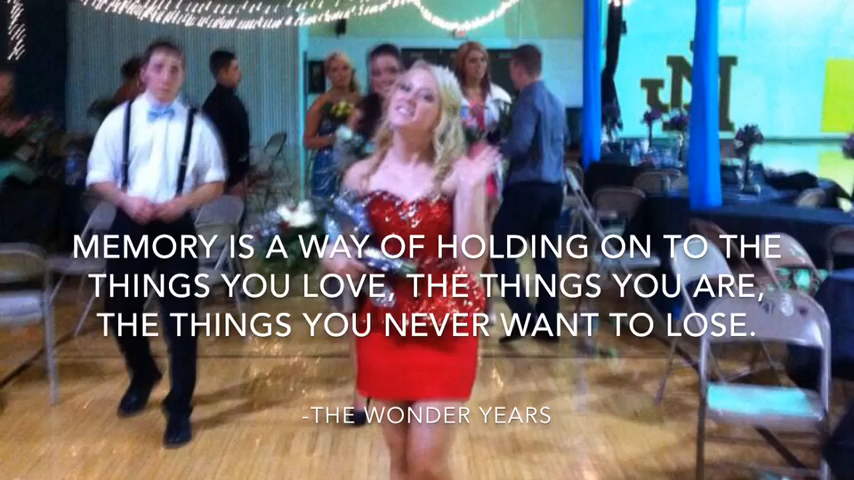 MEMORY IS A WAY OF HOLDING ON TO THE
THINGS YOU LOVE, THE THINGS YOU ARE,
THE THINGS YOU NEVER WANT TO LOSE.
-THE WONDER YEARS